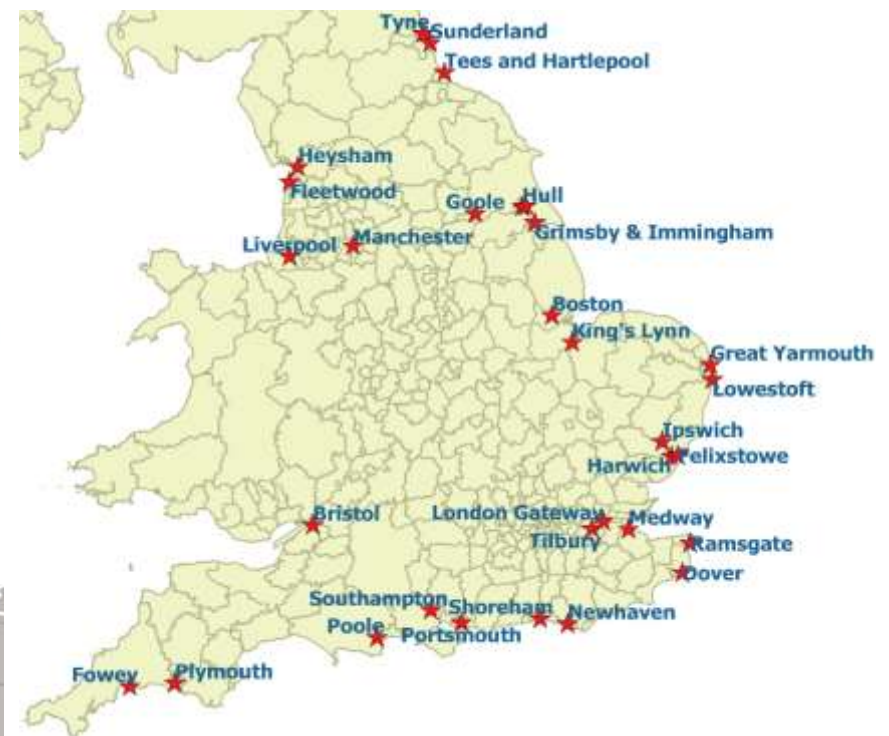 Tyne
Sunderland
Tees and Hartlepool
Heysham
Fleetwood
Goole
Hull
Grimsby & Immingham
Liverpool
Manchester
Boston
King's Lynn
Great Yarmouth
Lowestoft
Ipswich
Harwich
Felixstowe
Bristol
London Gateway
Medway
Tilbury
Ramsgate
Dover
Southampton
Shoreham
Newhaven
Poole
Portsmouth
Fowey
Plymouth